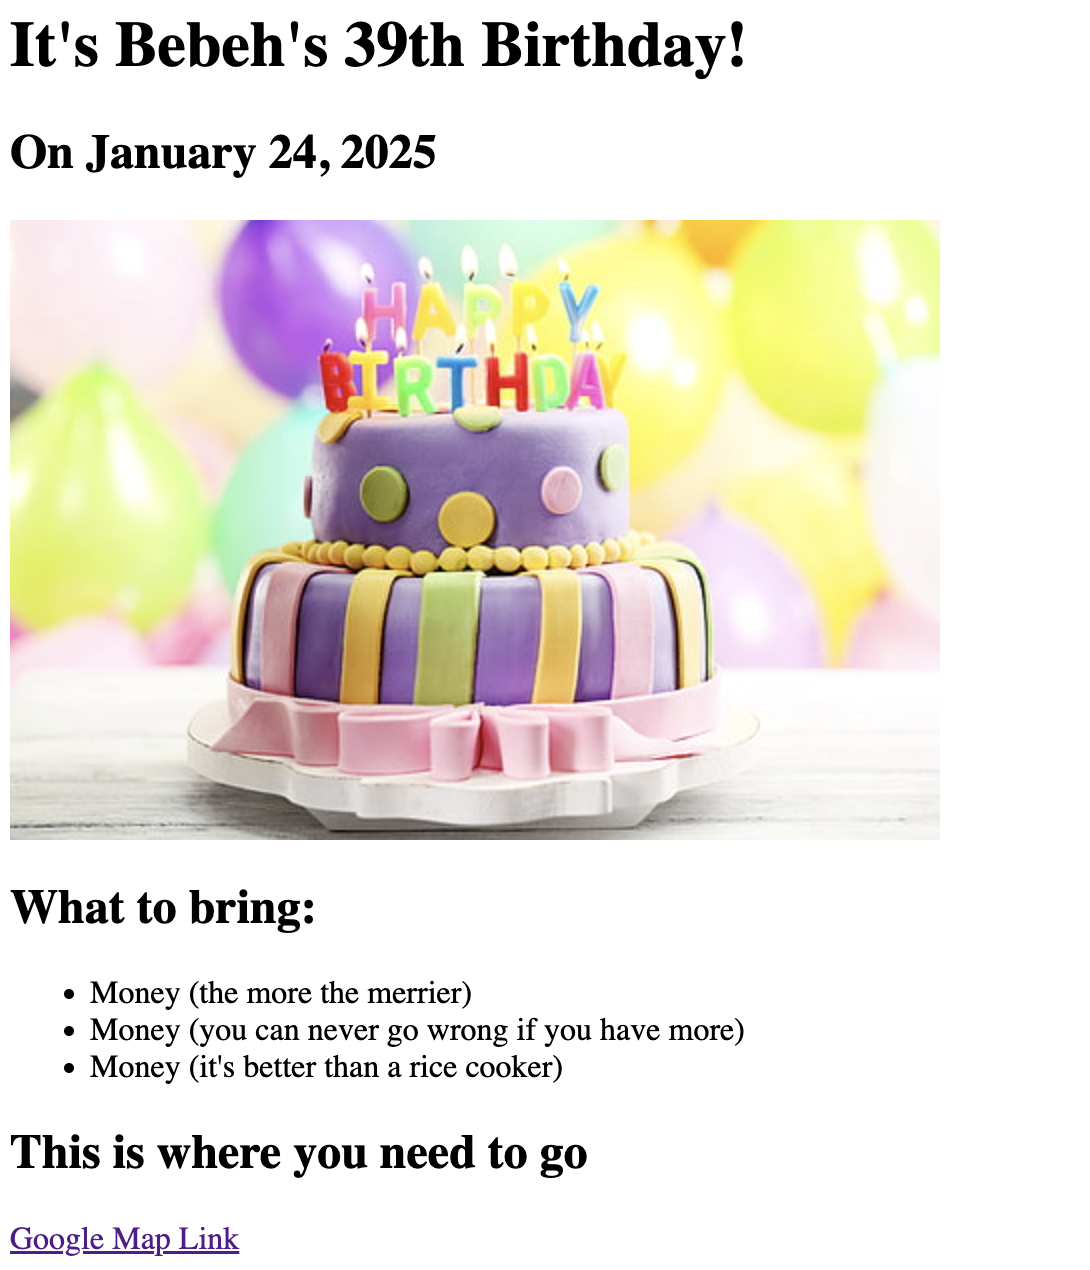 It's Bebeh's 39th Birthday!
On January 24, 2025
HAPPY
BIRTHDAY
What to bring:
Money (the more the merrier)
Money (you can never go wrong if you have more)
Money (it's better than a rice cooker)
This is where you need to go
Google Map Link